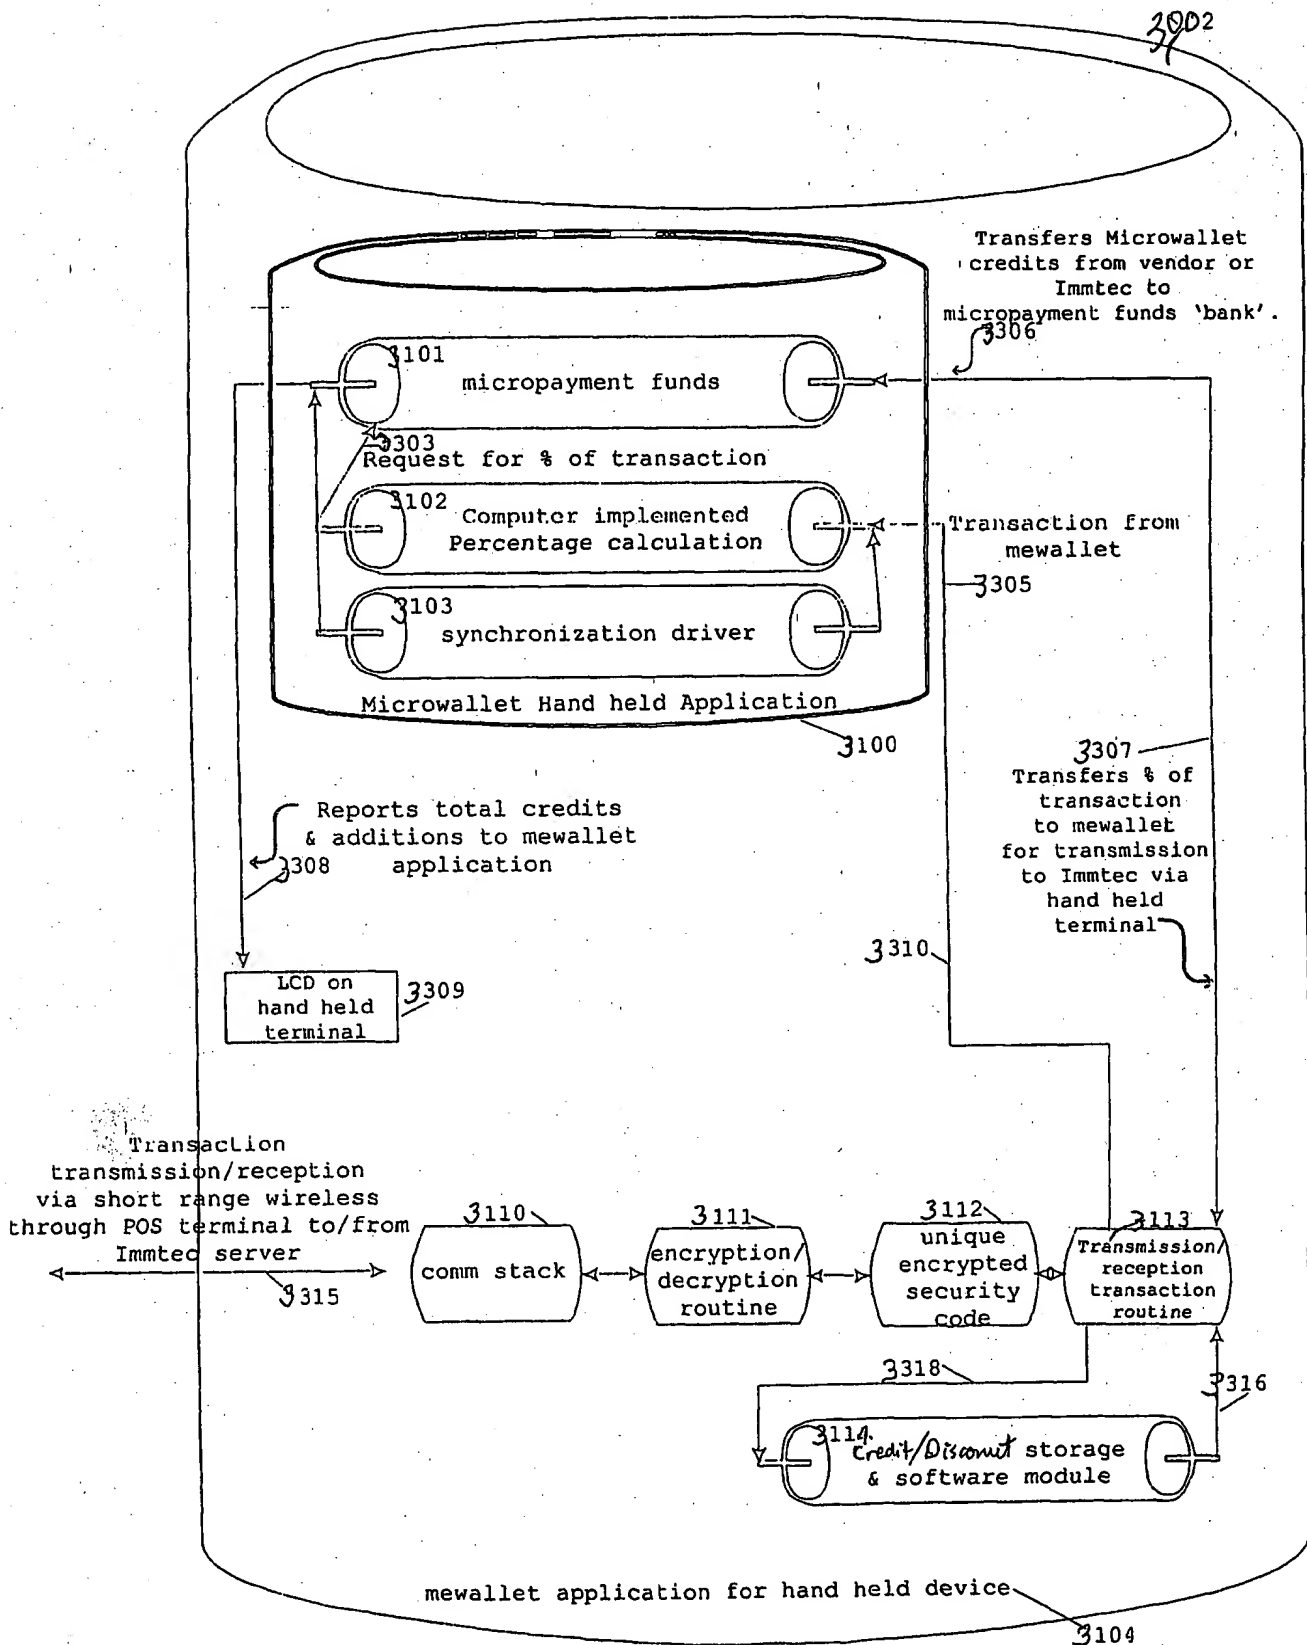 3002
Transfers Microwallet
credits from vendor or
Immtec to
micropayment funds 'bank'.
3306
3101
micropayment funds
3303
Request for % of transaction
3102
Computer implemented
Percentage calculation
Transaction from
mewallet
3305
3103
synchronization driver
Microwallet Hand held Application
3100
3307
Transfers % of
transaction
to mewallet
for transmission
to Immtec via
hand held
terminal
Reports total credits
& additions to mewallet
application
3308
3310
LCD on
hand held
terminal
3309
Transaction
transmission/reception
via short range wireless
through POS terminal to/from
Immtec server
3315
3110
comm stack
3111
encryption/
decryption
routine
3112
unique
encrypted
security
code
3113
Transmission/
reception
transaction
routine
3318
3316
3114.
Credit/Discount storage
& software module
mewallet application for hand held device
3104